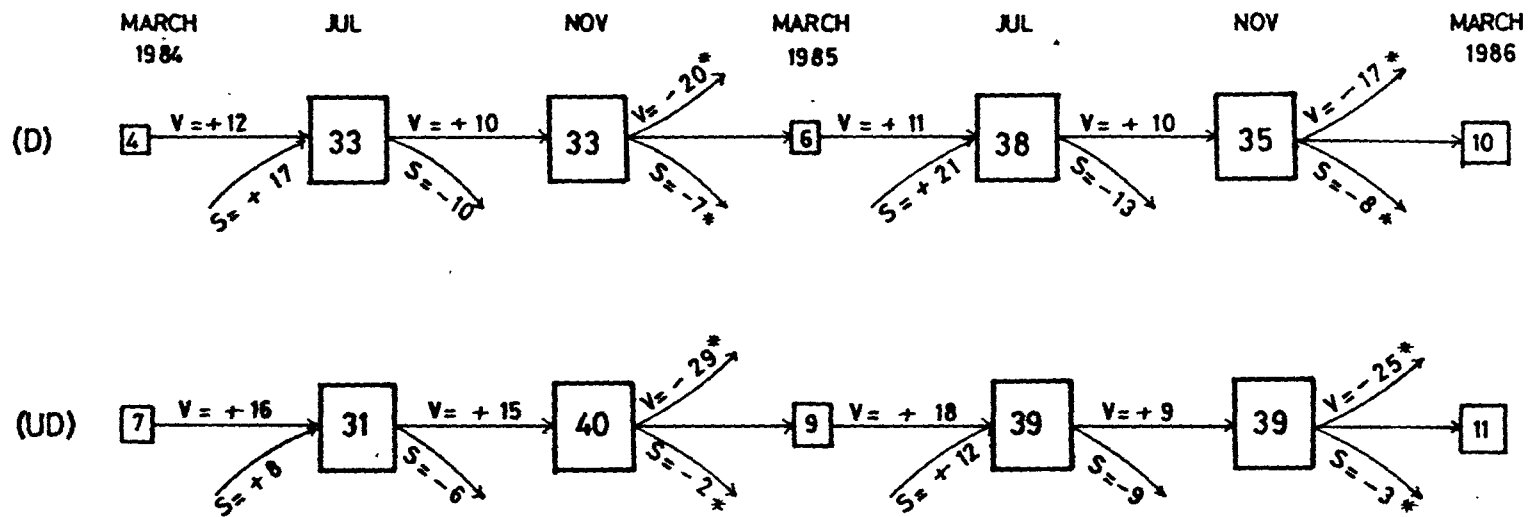 MARCH JUL NOV MARCH JUL NOV MARCH
1984 1985 1986
V= -20* V= -17*
(D) 4 V=+12 33 V= +10 33 6 V= + 11 38 V= + 10 35 10
S= + 17 S=-10 S=-7* S= + 21 S=-13 S=-8*
V= -29* V= -25*
(UD) 7 V= +16 31 V= + 15 40 9 V= + 18 39 V= +9 39 11
S= +8 S=-6 S=-2* S= + 12 S=-9 S=-3*